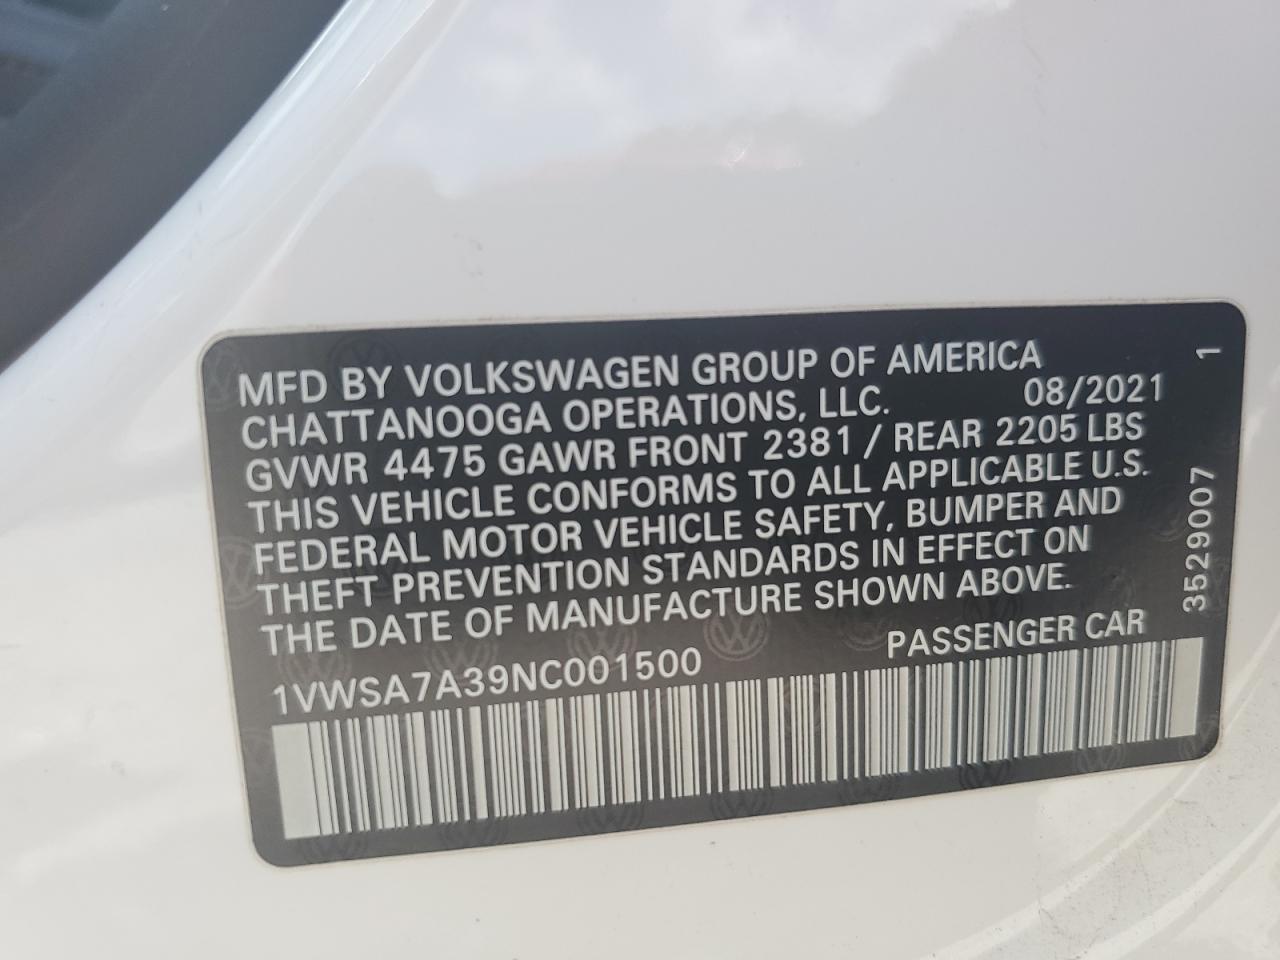 MFD BY VOLKSWAGEN GROUP OF AMERICA
CHATTANOOGA OPERATIONS, LLC. 08/2021
GVWR 4475 GAWR FRONT 2381 / REAR 2205 LBS
THIS VEHICLE CONFORMS TO ALL APPLICABLE U.S.
FEDERAL MOTOR VEHICLE SAFETY, BUMPER AND
THEFT PREVENTION STANDARDS IN EFFECT ON
THE DATE OF MANUFACTURE SHOWN ABOVE.
PASSENGER CAR
1VWSA7A39NC001500
3529007 1